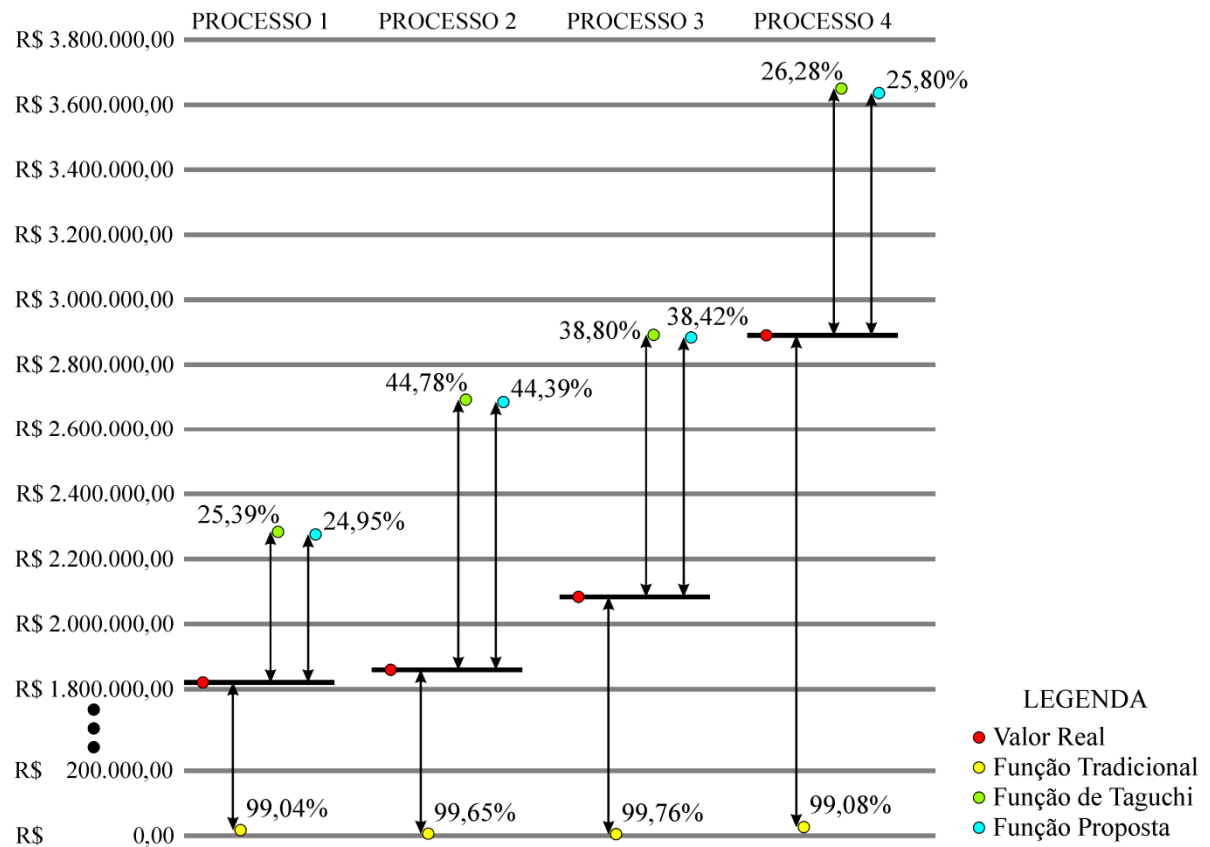 PROCESSO 1 PROCESSO 2 PROCESSO 3 PROCESSO 4
R$ 3.800.000,00
26,28% 25,80%
R$ 3.600.000,00
R$ 3.400.000,00
R$ 3.200.000,00
R$ 3.000.000,00
38,80% 38,42%
R$ 2.800.000,00
44,78% 44,39%
R$ 2.600.000,00
R$ 2.400.000,00
25,39% 24,95%
R$ 2.200.000,00
R$ 2.000.000,00
R$ 1.800.000,00
R$ 200.000,00
99,04% 99,65% 99,76% 99,08%
R$ 0,00
LEGENDA
Valor Real
Função Tradicional
Função de Taguchi
Função Proposta